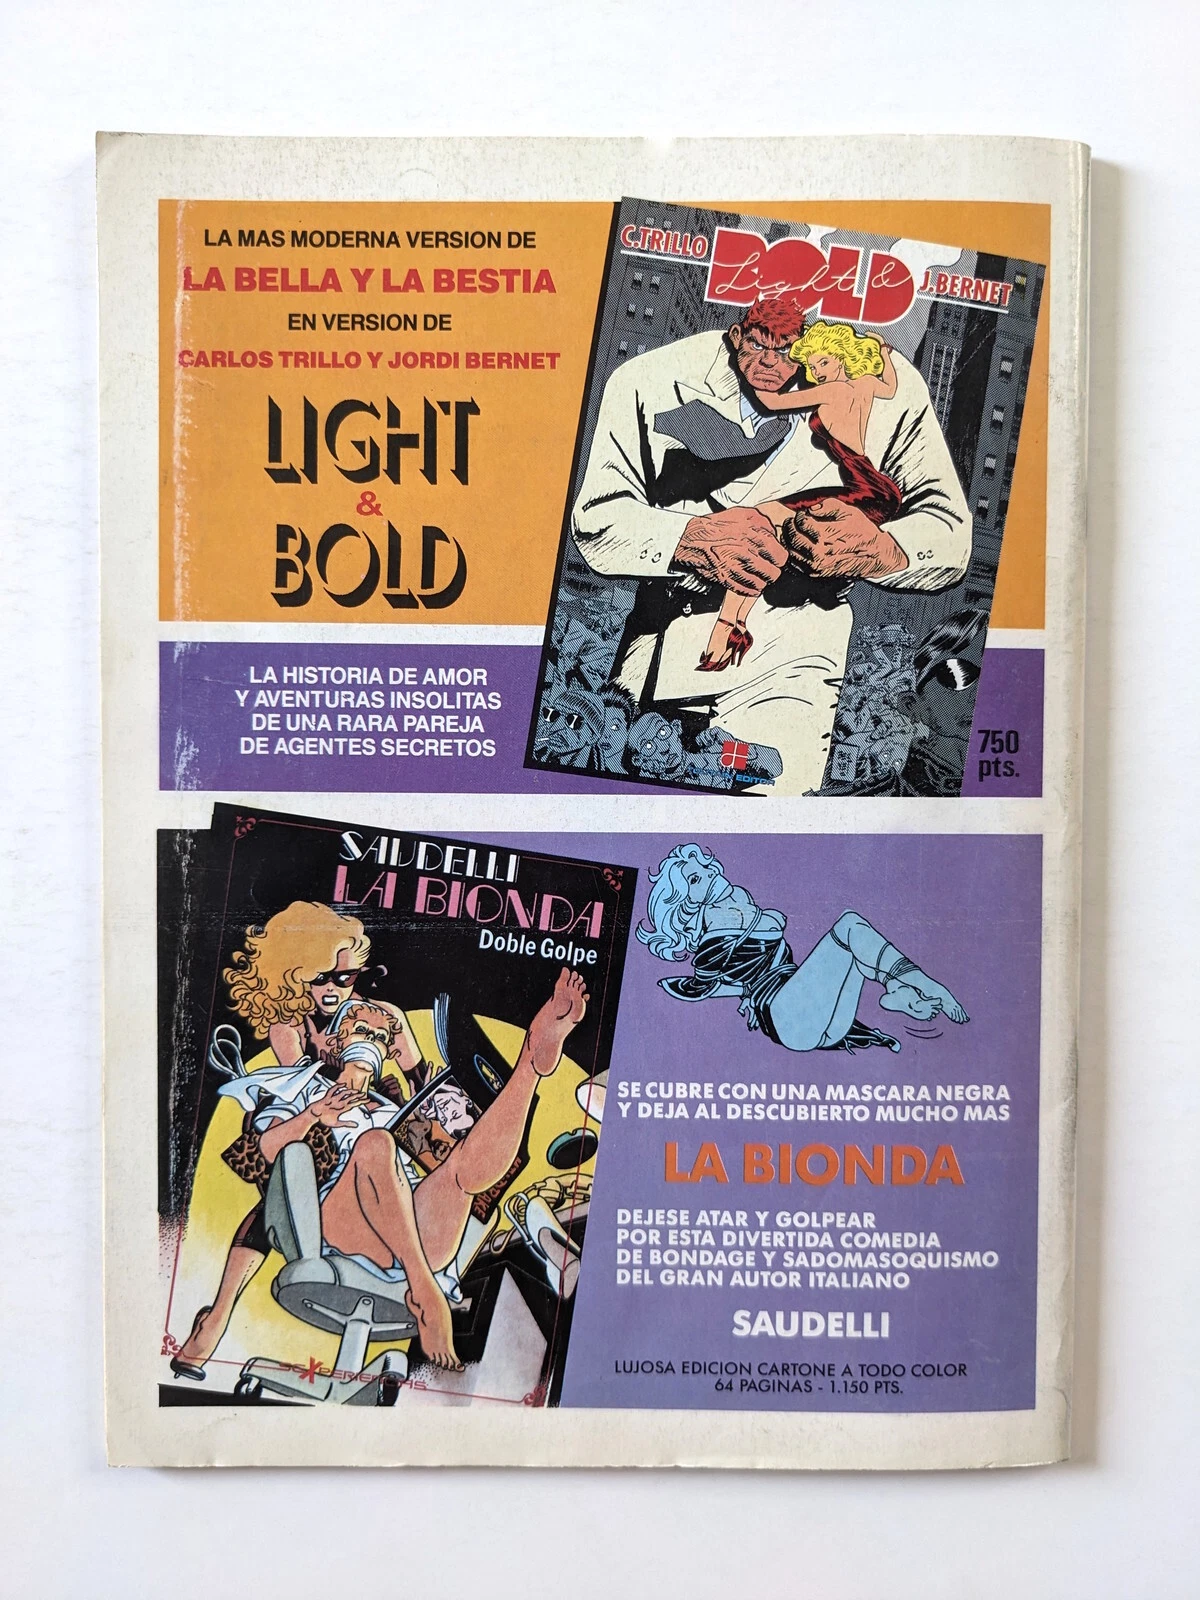 LA MAS MODERNA VERSION DE
LA BELLA Y LA BESTIA
EN VERSION DE
CARLOS TRILLO Y JORDI BERNET
LIGHT
&
BOLD
LA HISTORIA DE AMOR
Y AVENTURAS INSOLITAS
DE UNA RARA PAREJA
DE AGENTES SECRETOS
C.TRILLO
BOLD
Light &
J.BERNET
EDITOR
750
pts.
SAUDELLI
LA BIONDA
Doble Golpe
SEXPERIENCIAS
SE CUBRE CON UNA MASCARA NEGRA
Y DEJA AL DESCUBIERTO MUCHO MAS
LA BIONDA
DEJESE ATAR Y GOLPEAR
POR ESTA DIVERTIDA COMEDIA
DE BONDAGE Y SADOMASOQUISMO
DEL GRAN AUTOR ITALIANO
SAUDELLI
LUJOSA EDICION CARTONE A TODO COLOR
64 PAGINAS - 1.150 PTS.